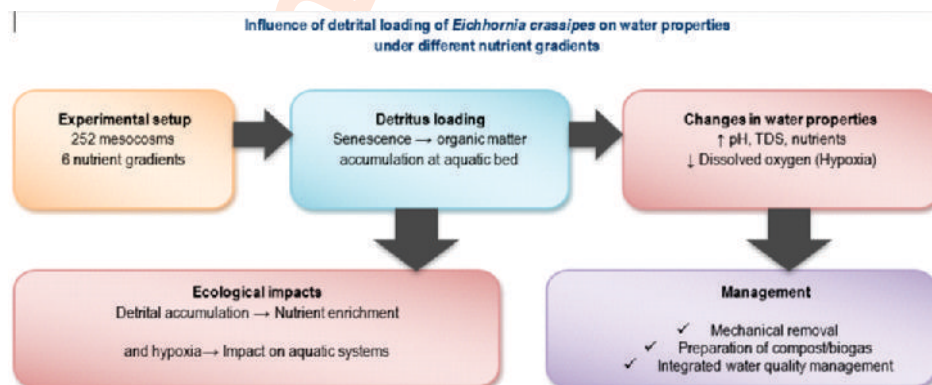 Influence of detrital loading of Eichhornia crassipes on water properties
under different nutrient gradients
Experimental setup
252 mesocosms
6 nutrient gradients
Detritus loading
Senescence → organic matter
accumulation at aquatic bed
Changes in water properties
↑ pH, TDS, nutrients
↓ Dissolved oxygen (Hypoxia)
Ecological impacts
Detrital accumulation → Nutrient enrichment
and hypoxia→ Impact on aquatic systems
Management
✓ Mechanical removal
✓ Preparation of compost/biogas
✓ Integrated water quality management